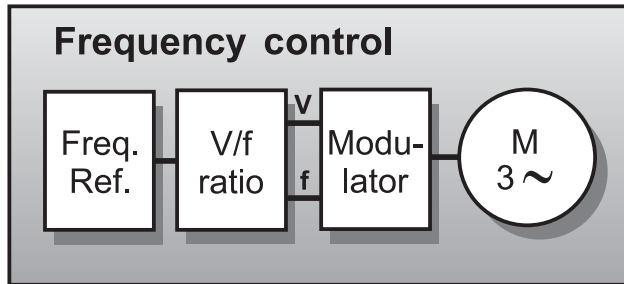 Frequency control
Freq.
Ref.
V/f
ratio
V
f
Modu-
lator
M
3~